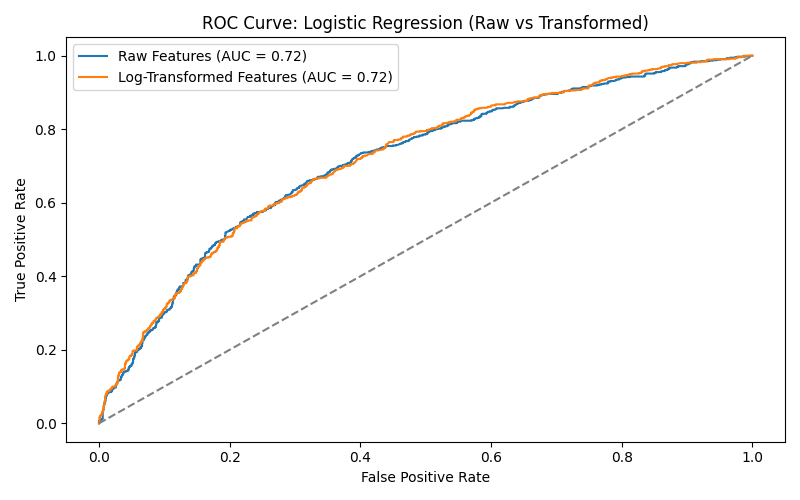 ROC Curve: Logistic Regression (Raw vs Transformed)
Raw Features (AUC = 0.72)
Log-Transformed Features (AUC = 0.72)
True Positive Rate
1.0
0.8
0.6
0.4
0.2
0.0
0.0 0.2 0.4 0.6 0.8 1.0
False Positive Rate